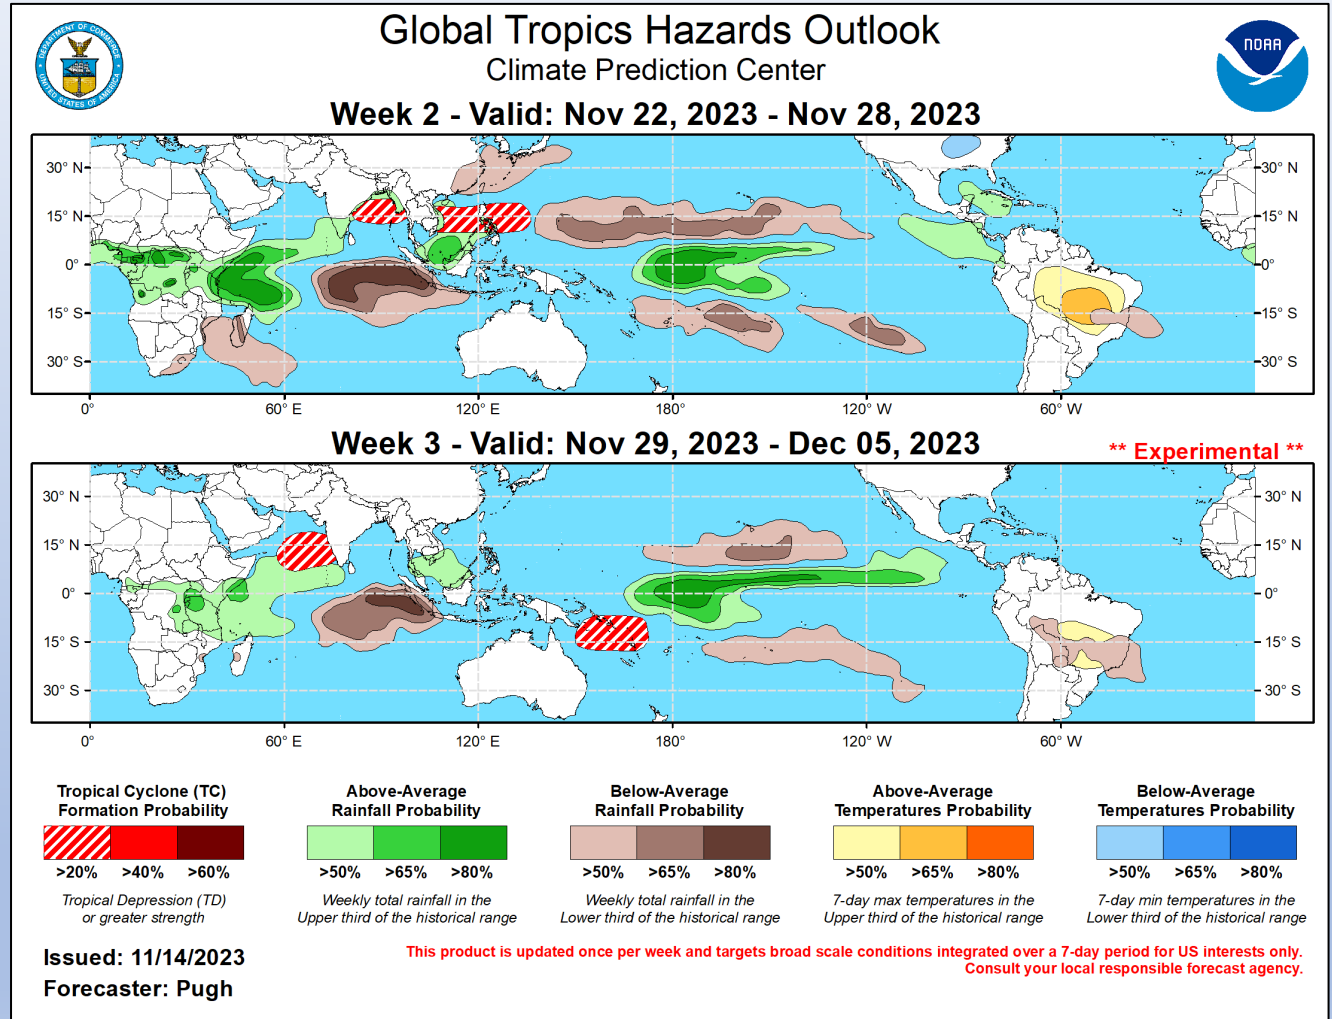 Global Tropics Hazards Outlook
Climate Prediction Center
DEPARTMENT OF COMMERCE
UNITED STATES OF AMERICA
NOAA
Week 2 - Valid: Nov 22, 2023 - Nov 28, 2023
30° N 30° N
15° N 15° N
0° 0°
15° S 15° S
30° S 30° S
0° 60° E 120° E 180° 120° W 60° W
Week 3 - Valid: Nov 29, 2023 - Dec 05, 2023
** Experimental **
30° N 30° N
15° N 15° N
0° 0°
15° S 15° S
30° S 30° S
0° 60° E 120° E 180° 120° W 60° W
Tropical Cyclone (TC)
Formation Probability
>20% >40% >60%
Tropical Depression (TD)
or greater strength
Above-Average
Rainfall Probability
>50% >65% >80%
Weekly total rainfall in the
Upper third of the historical range
Below-Average
Rainfall Probability
>50% >65% >80%
Weekly total rainfall in the
Lower third of the historical range
Above-Average
Temperatures Probability
>50% >65% >80%
7-day max temperatures in the
Upper third of the historical range
Below-Average
Temperatures Probability
>50% >65% >80%
7-day min temperatures in the
Lower third of the historical range
Issued: 11/14/2023
Forecaster: Pugh
This product is updated once per week and targets broad scale conditions integrated over a 7-day period for US interests only.
Consult your local responsible forecast agency.